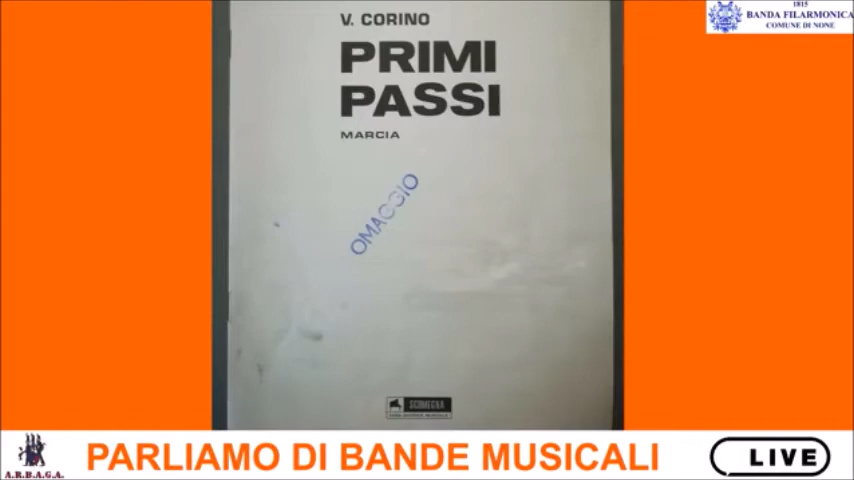 1815
BANDA FILARMONICA
COMUNE DI NONE
V. CORINO
PRIMI
PASSI
MARCIA
OMAGGIO
SCOMEGNA
A.R.B.A.G.A.
PARLIAMO DI BANDE MUSICALI
LIVE